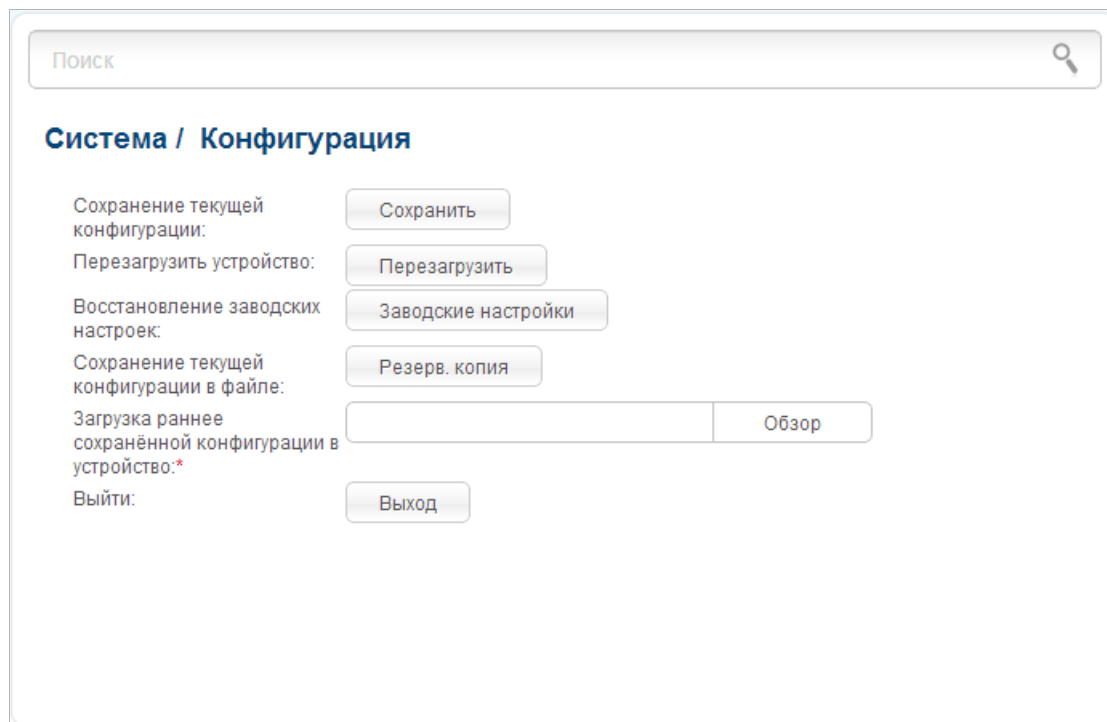 Поиск
Система / Конфигурация
Сохранение текущей
конфигурации:
Сохранить
Перезагрузить устройство:
Перезагрузить
Восстановление заводских
настроек:
Заводские настройки
Сохранение текущей
конфигурации в файле:
Резерв. копия
Загрузка раннее
сохранённой конфигурации в
устройство:*
Обзор
Выйти:
Выход